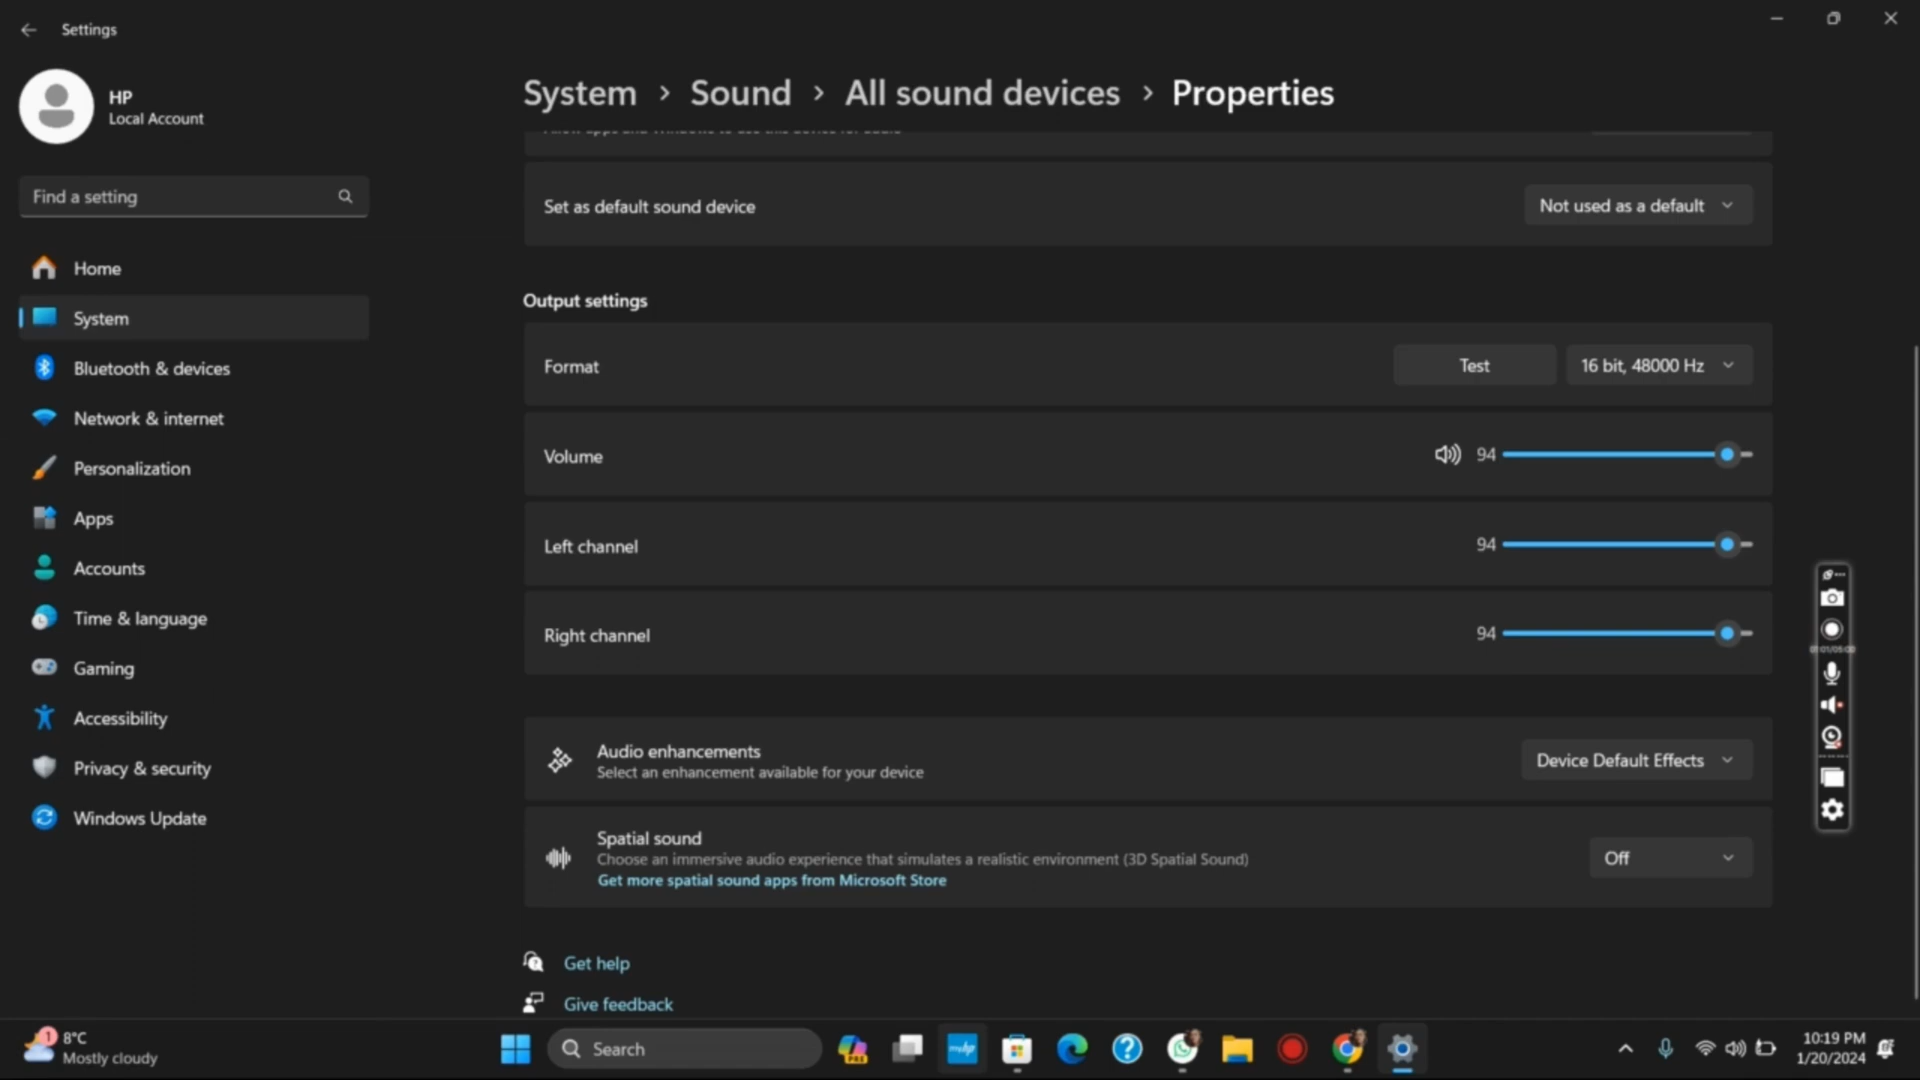 Settings
HP
Local Account
Find a setting
Home
System
Bluetooth & devices
Network & internet
Personalization
Apps
Accounts
Time & language
Gaming
Accessibility
Privacy & security
Windows Update
System > Sound > All sound devices > Properties
Set as default sound device
Not used as a default
Output settings
Format
Test
16 bit, 48000 Hz
Volume
94
Left channel
94
Right channel
94
Audio enhancements
Select an enhancement available for your device
Device Default Effects
Spatial sound
Choose an immersive audio experience that simulates a realistic environment (3D Spatial Sound)
Get more spatial sound apps from Microsoft Store
Off
Get help
Give feedback
1
8°C
Mostly cloudy
Search
PRE
10:19 PM
1/20/2024